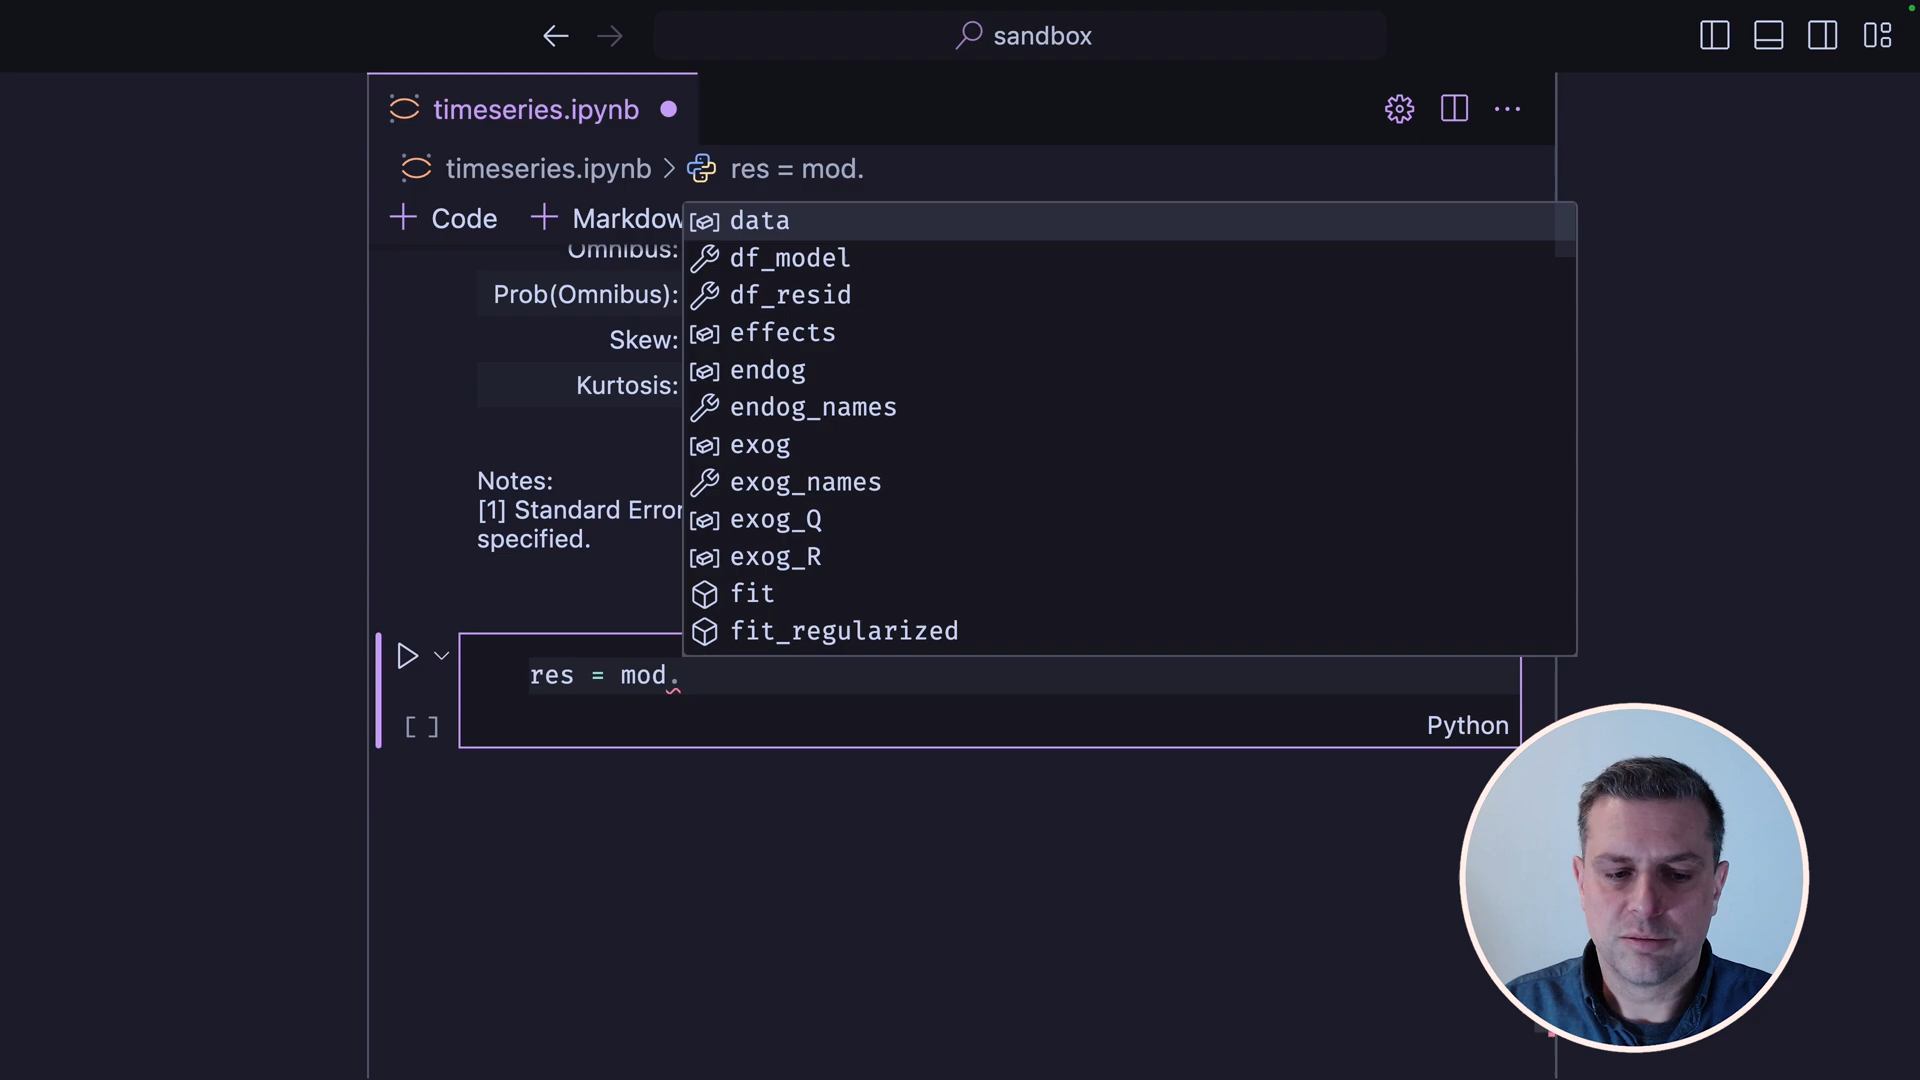 sandbox
timeseries.ipynb
timeseries.ipynb > res = mod.
+ Code + Markdow
Omnibus:
Prob(Omnibus):
Skew:
Kurtosis:
Notes:
[1] Standard Error
specified.
data
df_model
df_resid
effects
endog
endog_names
exog
exog_names
exog_Q
exog_R
fit
fit_regularized
res = mod.
[ ]
Python